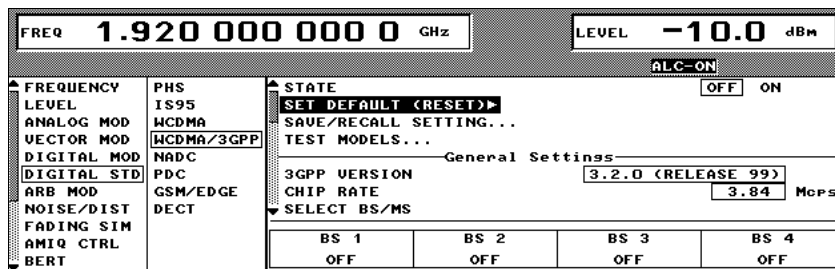 FREQ 1.920 000 000 0 GHz LEVEL -10.0 dBm
ALC-ON
FREQUENCY
LEVEL
ANALOG MOD
VECTOR MOD
DIGITAL MOD
DIGITAL STD
ARB MOD
NOISE/DIST
FADING SIM
AMIQ CTRL
BERT
PHS
IS95
WCDMA
WCDMA/3GPP
NADC
PDC
GSM/EDGE
DECT
STATE OFF ON
SET DEFAULT (RESET)▶
SAVE/RECALL SETTING...
TEST MODELS...
General Settings
3GPP VERSION 3.2.0 (RELEASE 99)
CHIP RATE 3.84 Mcps
SELECT BS/MS
BS 1 BS 2 BS 3 BS 4
OFF OFF OFF OFF